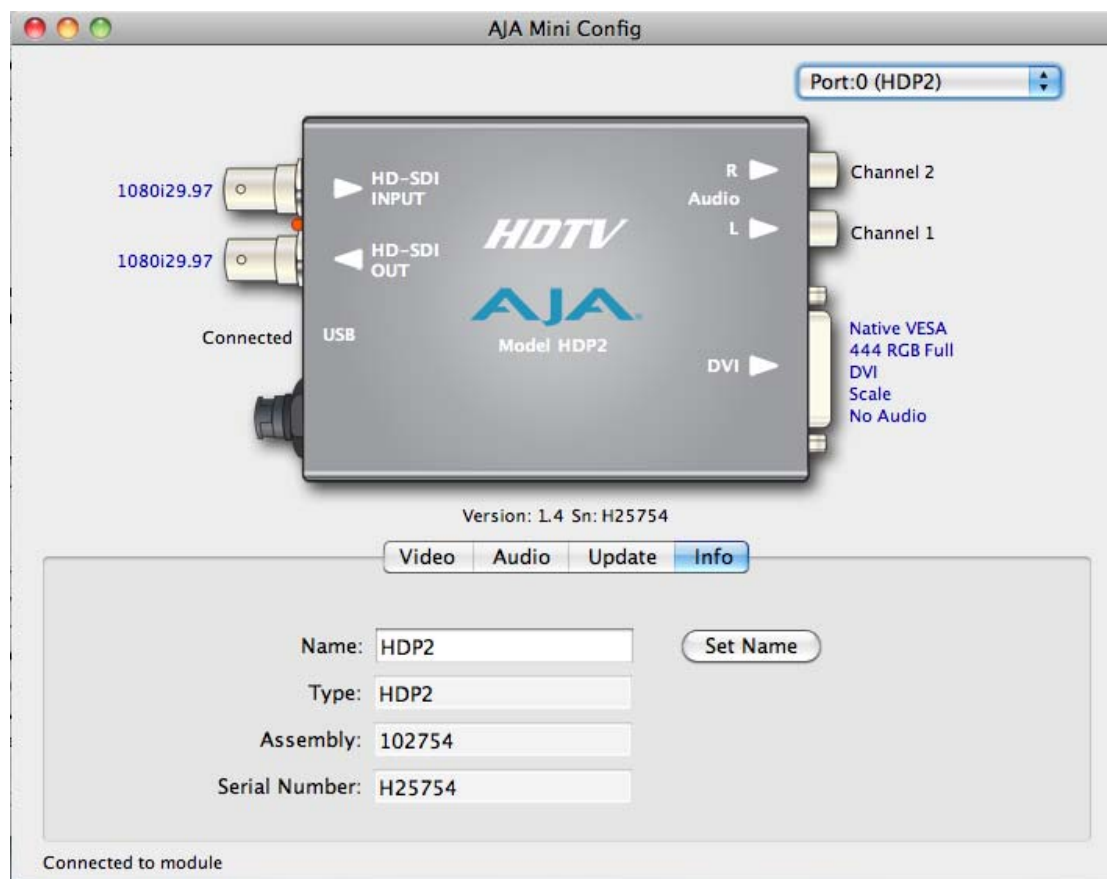 AJA Mini Config
Port:0 (HDP2)
1080i29.97
HD-SDI
INPUT
R
Audio
L
Channel 2
Channel 1
HDTV
1080i29.97
HD-SDI
OUT
AJA
Model HDP2
Connected
USB
DVI
Native VESA
444 RGB Full
DVI
Scale
No Audio
Version: 1.4 Sn: H25754
Video Audio Update Info
Name: HDP2 Set Name
Type: HDP2
Assembly: 102754
Serial Number: H25754
Connected to module